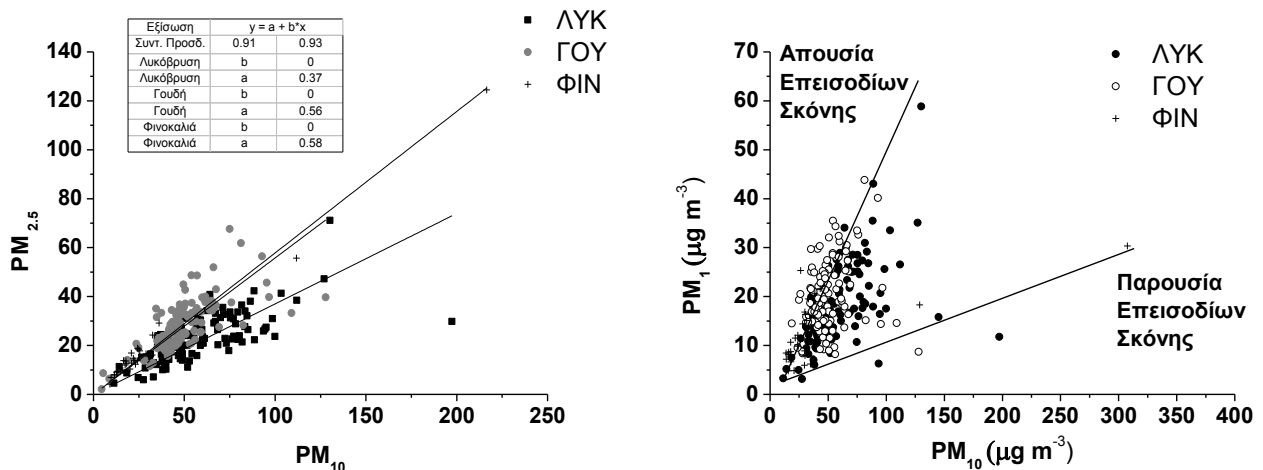 Εξίσωση y = a + b*x
Συντ. Προσδ. 0.91 0.93
Λυκόβρυση b 0
Λυκόβρυση a 0.37
Γουδή b 0
Γουδή a 0.56
Φινοκαλιά b 0
Φινοκαλιά a 0.58
ΛΥΚ
ΓΟΥ
ΦΙΝ
140
120
100
80
60
40
20
0
PM2.5
0 50 100 150 200 250
PM10
70
60
50
40
30
20
10
0
PM1 (μg m-3)
Απουσία
Επεισοδίων
Σκόνης
ΛΥΚ
ΓΟΥ
ΦΙΝ
Παρουσία
Επεισοδίων
Σκόνης
0 50 100 150 200 250 300 350 400
PM10 (μg m-3)